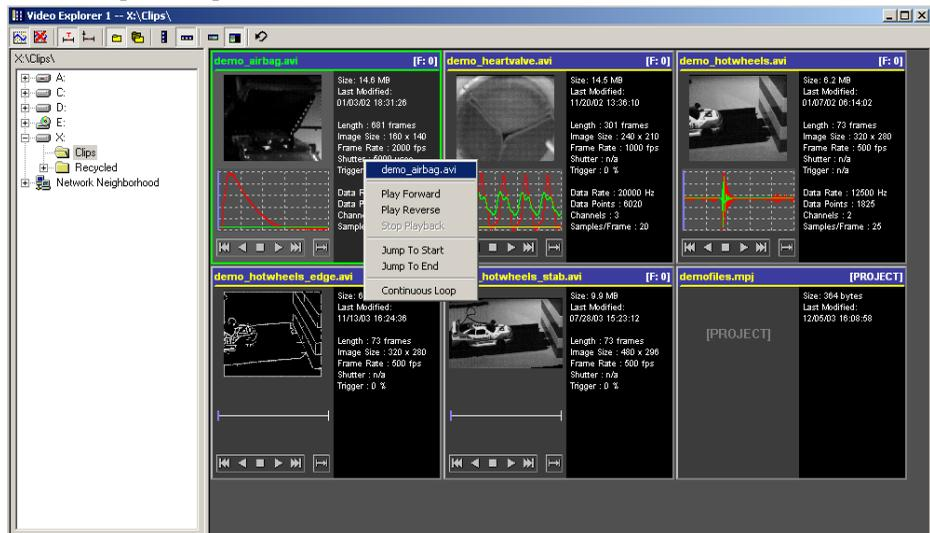 Video Explorer 1 -- X:\Clips\
X:\Clips\
A:
C:
D:
E:
X:
Clips
Recycled
Network Neighborhood
demo_airbag.avi [F: 0]
Size: 14.6 MB
Last Modified:
01/03/02 18:31:26
Length : 681 frames
Image Size : 160 x 140
Frame Rate : 2000 fps
Shutter : 5000 usec
Trigger
Data R
Data P
Chann
Sample
demo_airbag.avi
Play Forward
Play Reverse
Stop Playback
Jump To Start
Jump To End
Continuous Loop
demo_heartvalve.avi [F: 0]
Size: 14.5 MB
Last Modified:
11/20/02 13:36:10
Length : 301 frames
Image Size : 240 x 210
Frame Rate : 1000 fps
Shutter : n/a
Trigger : 0 %
Data Rate : 20000 Hz
Data Points : 6020
Channels : 3
Samples/Frame : 20
demo_hotwheels.avi [F: 0]
Size: 6.2 MB
Last Modified:
01/07/02 06:14:02
Length : 73 frames
Image Size : 320 x 280
Frame Rate : 500 fps
Shutter : n/a
Trigger : n/a
Data Rate : 12500 Hz
Data Points : 1825
Channels : 2
Samples/Frame : 25
demo_hotwheels_edge.avi
Size: 6
Last Modified:
11/13/03 16:24:36
Length : 73 frames
Image Size : 320 x 280
Frame Rate : 500 fps
Shutter : n/a
Trigger : 0 %
_hotwheels_stab.avi [F: 0]
Size: 9.9 MB
Last Modified:
07/28/03 15:23:12
Length : 73 frames
Image Size : 480 x 296
Frame Rate : 500 fps
Shutter : n/a
Trigger : 0 %
demofiles.mpj [PROJECT]
[PROJECT]
Size: 364 bytes
Last Modified:
12/05/03 16:08:58